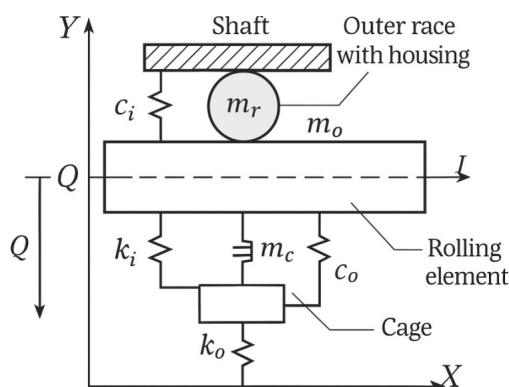 Y
Shaft
Outer race
with housing
c_i
m_r
m_o
Q
I
Q
k_i
m_c
c_o
Rolling
element
Cage
k_o
X